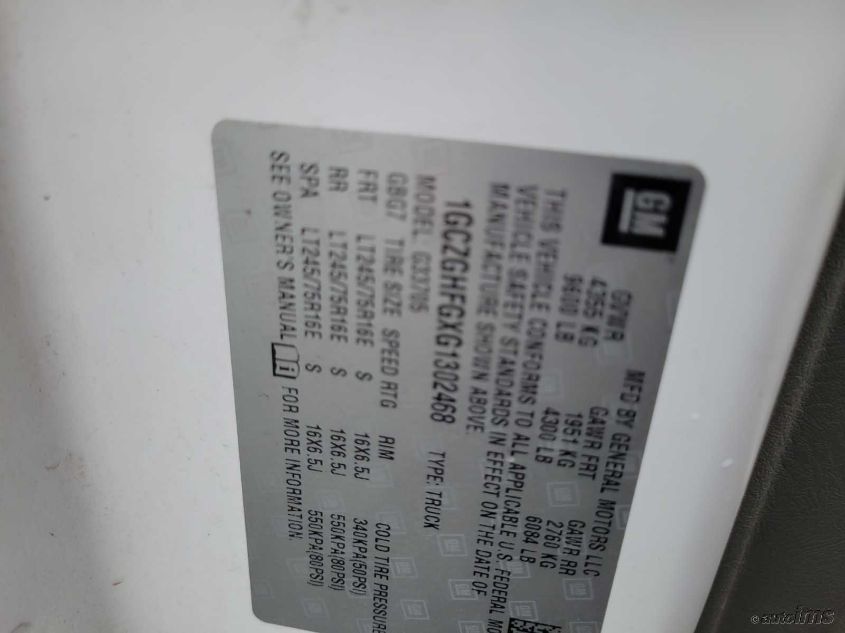 GM
MFD BY GENERAL MOTORS LLC
GVWR GAWR FRT GAWR RR
4355 KG 1951 KG 2760 KG
9600 LB 4300 LB 6084 LB
THIS VEHICLE CONFORMS TO ALL APPLICABLE U.S. FEDERAL MO
VEHICLE SAFETY STANDARDS IN EFFECT ON THE DATE OF
MANUFACTURE SHOWN ABOVE.
1GCZGHFGXG1302468 TYPE: TRUCK
MODEL: G33705
GBG7 TIRE SIZE SPEED RTG RIM COLD TIRE PRESSURE
FRT LT245/75R16E S 16X6.5J 340KPA(50PSI)
RR LT245/75R16E S 16X6.5J 550KPA(80PSI)
SPA LT245/75R16E S 16X6.5J 550KPA(80PSI)
SEE OWNER'S MANUAL FOR MORE INFORMATION.
© autoims